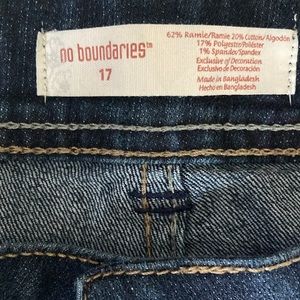 no boundaries™
17
62% Ramie/Ramie 20% Cotton/Algodón
17% Polyester/Poliéster
1% Spandex/Spandex
Exclusive of Decoration
Exclusivo de Decoración
Made in Bangladesh
Hecho en Bangladesh